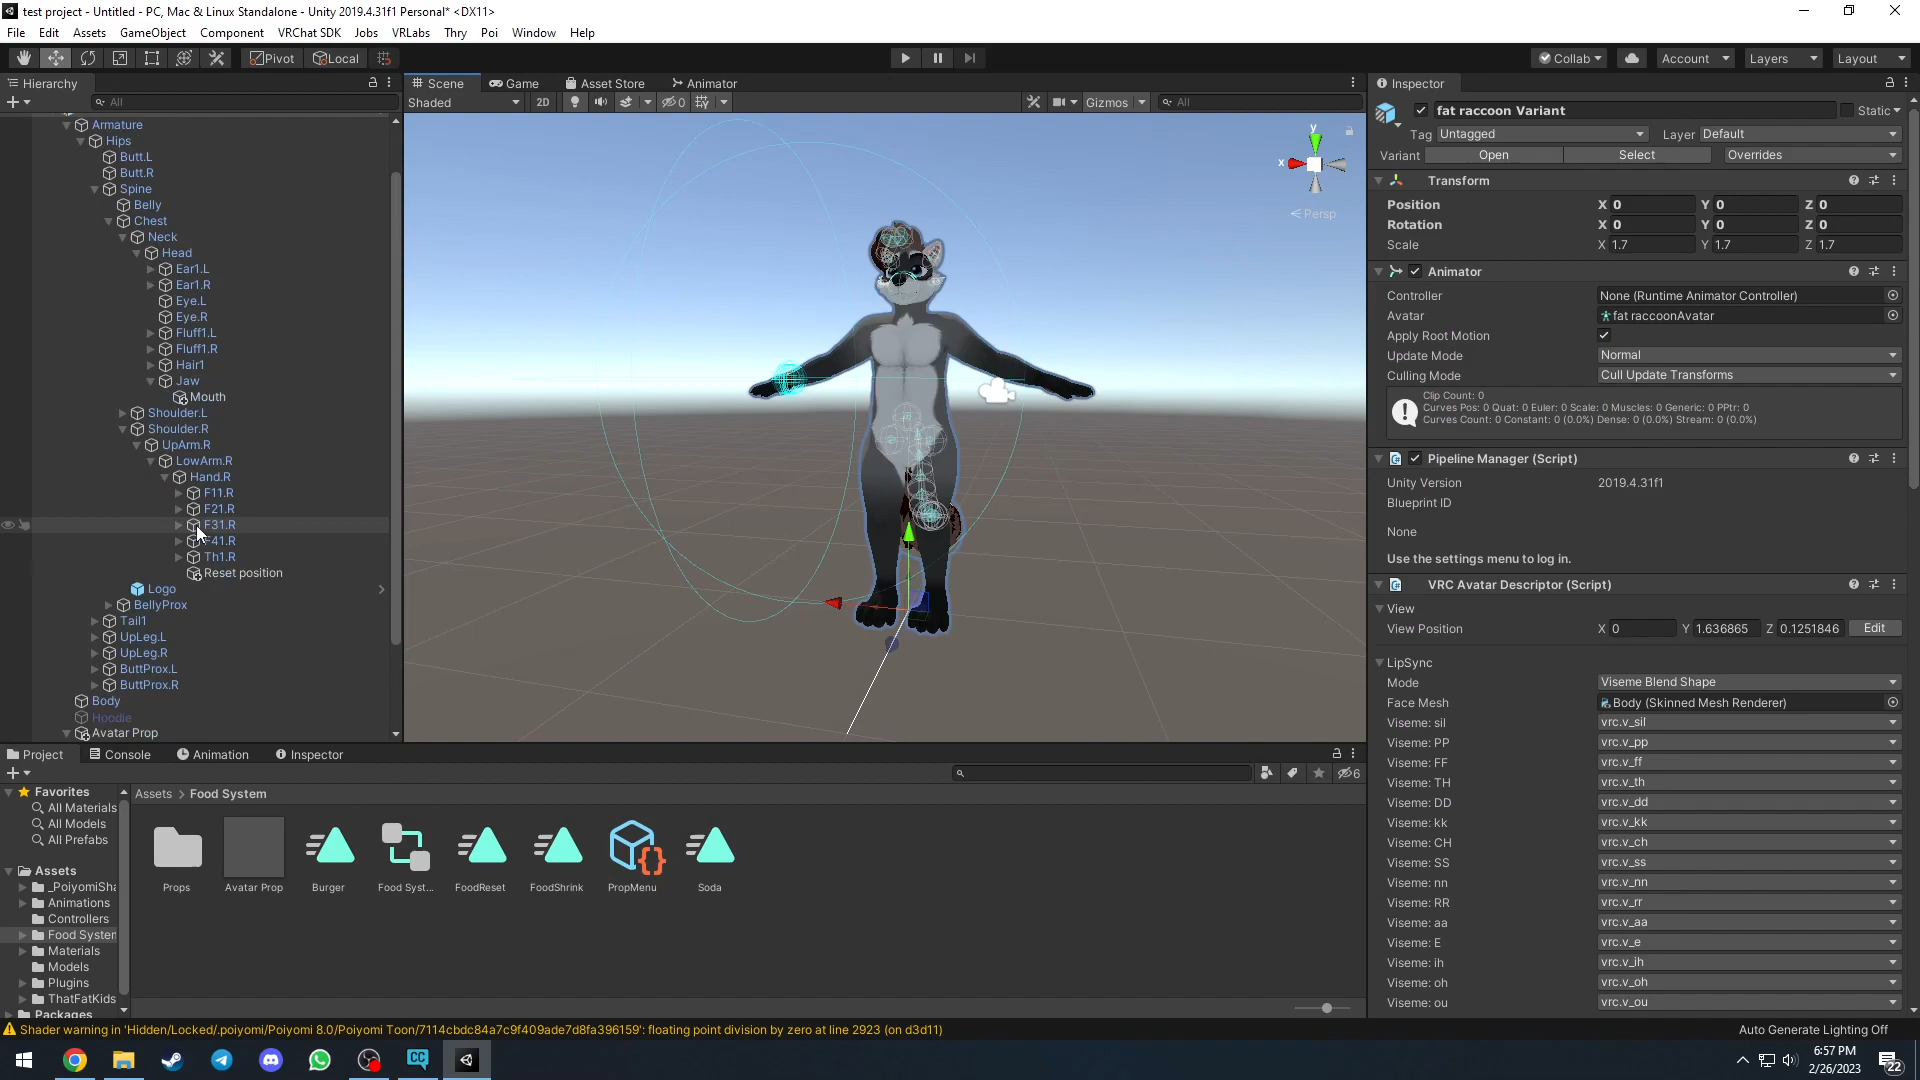 test project - Untitled - PC, Mac & Linux Standalone - Unity 2019.4.31f1 Personal* <DX11>
File Edit Assets GameObject Component VRChat SDK Jobs VRLabs Thry Poi Window Help
Pivot Local Collab Account Layers Layout
Hierarchy Scene Game Asset Store Animator Inspector
All Shaded 2D 0 Gizmos All
fat raccoon Variant Static
Tag Untagged Layer Default
Variant Open Select Overrides
Transform
Position X 0 Y 0 Z 0
Rotation X 0 Y 0 Z 0
Scale X 1.7 Y 1.7 Z 1.7
Animator
Controller None (Runtime Animator Controller)
Avatar fat raccoonAvatar
Apply Root Motion
Update Mode Normal
Culling Mode Cull Update Transforms
Clip Count: 0
Curves Pos: 0 Quat: 0 Euler: 0 Scale: 0 Muscles: 0 Generic: 0 PPtr: 0
Curves Count: 0 Constant: 0 (0.0%) Dense: 0 (0.0%) Stream: 0 (0.0%)
Pipeline Manager (Script)
Unity Version 2019.4.31f1
Blueprint ID
None
Use the settings menu to log in.
VRC Avatar Descriptor (Script)
View
View Position X 0 Y 1.636865 Z 0.1251846 Edit
LipSync
Mode Viseme Blend Shape
Face Mesh Body (Skinned Mesh Renderer)
Viseme: sil vrc.v_sil
Viseme: PP vrc.v_pp
Viseme: FF vrc.v_ff
Viseme: TH vrc.v_th
Viseme: DD vrc.v_dd
Viseme: kk vrc.v_kk
Viseme: CH vrc.v_ch
Viseme: SS vrc.v_ss
Viseme: nn vrc.v_nn
Viseme: RR vrc.v_rr
Viseme: aa vrc.v_aa
Viseme: E vrc.v_e
Viseme: ih vrc.v_ih
Viseme: oh vrc.v_oh
Viseme: ou vrc.v_ou
Armature
Hips
Butt.L
Butt.R
Spine
Belly
Chest
Neck
Head
Ear1.L
Ear1.R
Eye.L
Eye.R
Fluff1.L
Fluff1.R
Hair1
Jaw
Mouth
Shoulder.L
Shoulder.R
UpArm.R
LowArm.R
Hand.R
F11.R
F21.R
F31.R
F41.R
Th1.R
Reset position
Logo
BellyProx
Tail1
UpLeg.L
UpLeg.R
ButtProx.L
ButtProx.R
Body
Hoodie
Avatar Prop
y
x
Persp
Project Console Animation Inspector
6
Favorites
All Materials
All Models
All Prefabs
Assets
_PoiyomiSha
Animations
Controllers
Food System
Materials
Models
Plugins
ThatFatKids
Packages
Assets > Food System
Props Avatar Prop Burger Food Syst... FoodReset FoodShrink PropMenu Soda
Shader warning in 'Hidden/Locked/.poiyomi/Poiyomi 8.0/Poiyomi Toon/7114cbdc84a7c9f409ade7d8fa396159': floating point division by zero at line 2923 (on d3d11)
Auto Generate Lighting Off
CC
6:57 PM
2/26/2023
22